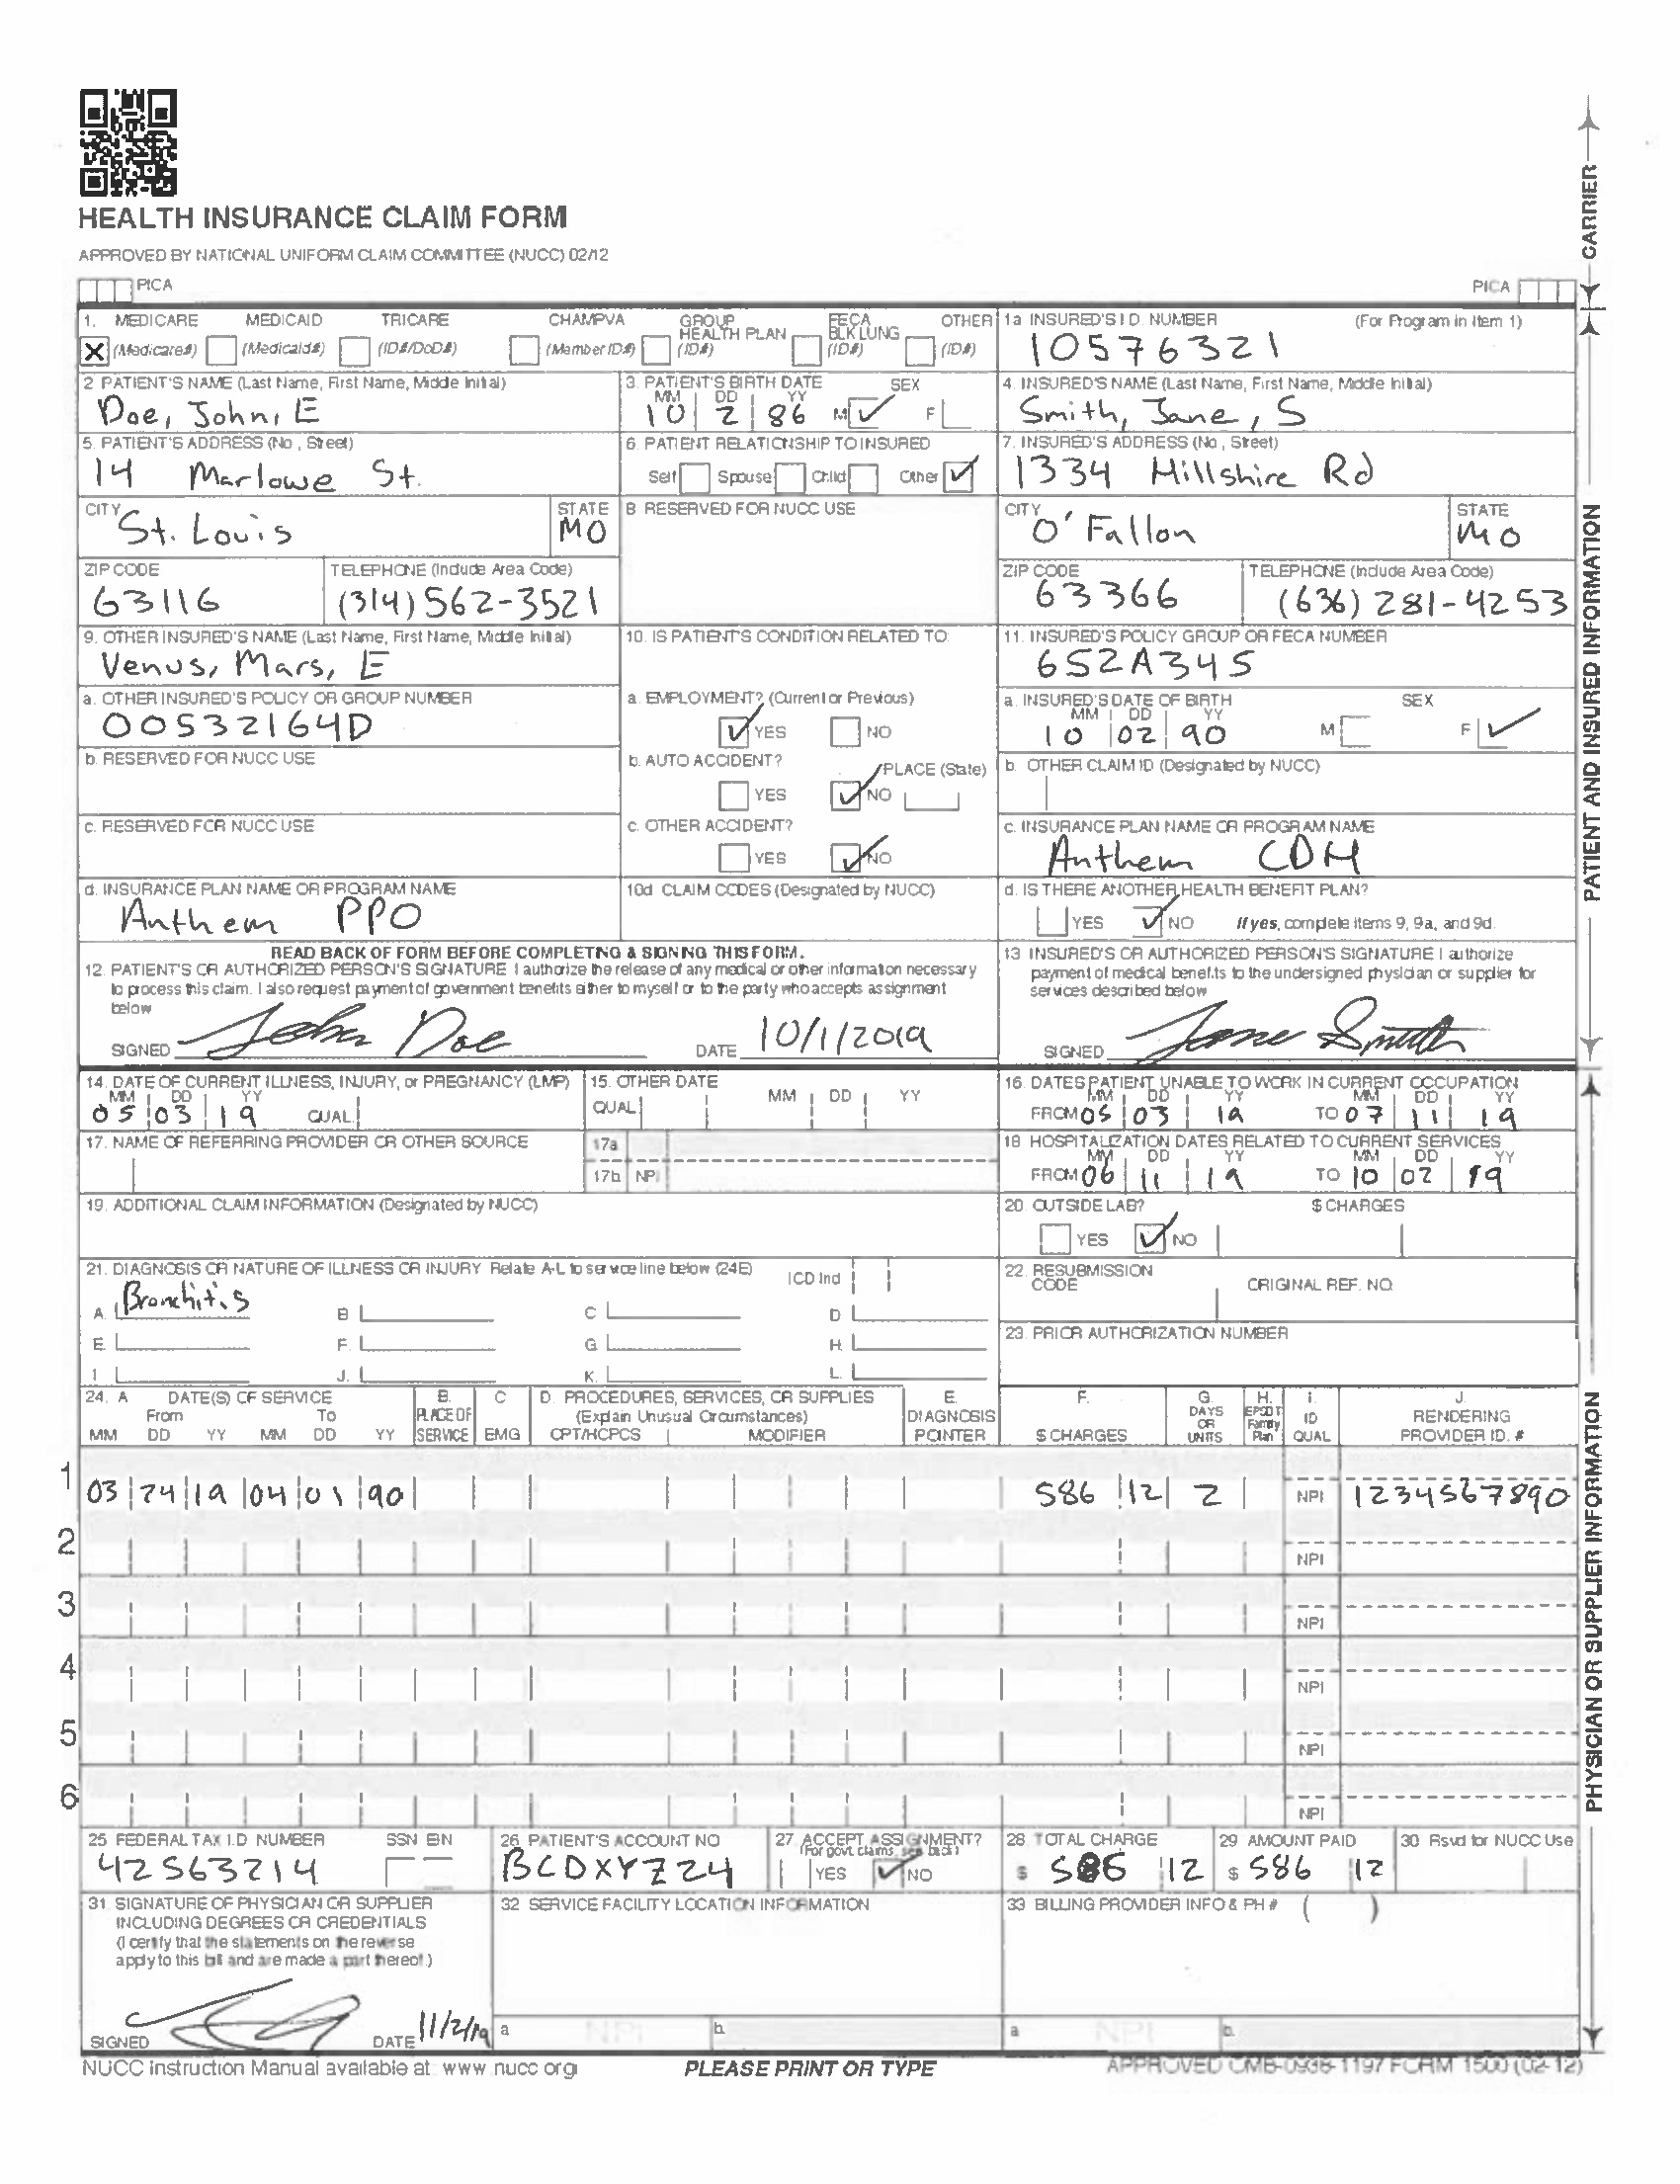 HEALTH INSURANCE CLAIM FORM
APPROVED BY NATIONAL UNIFORM CLAIM COMMITTEE (NUCC) 02/12
PICA PICA
CARRIER
1. MEDICARE MEDICAID TRICARE CHAMPVA GROUP HEALTH PLAN FECA BLK LUNG OTHER
X (Medicare#) (Medicaid#) (ID#/DoD#) (Member ID#) (ID#) (ID#) (ID#)
1a INSURED'S I D NUMBER (For Program in Item 1)
10576321
2 PATIENT'S NAME (Last Name, First Name, Middle Initial)
Doe, John, E
3. PATIENT'S BIRTH DATE SEX
MM DD YY
10 2 86 M ✓ F
4. INSURED'S NAME (Last Name, First Name, Middle Initial)
Smith, Jane, S
5. PATIENT'S ADDRESS (No , Street)
14 Marlowe St.
6. PATIENT RELATIONSHIP TO INSURED
Self Spouse Child Other ✓
7. INSURED'S ADDRESS (No , Street)
1334 Hillshire Rd
CITY STATE
St. Louis MO
8 RESERVED FOR NUCC USE
CITY STATE
O'Fallon MO
ZIP CODE TELEPHONE (Include Area Code)
63116 (314) 562-3521
ZIP CODE TELEPHONE (Include Area Code)
63366 (636) 281-4253
9. OTHER INSURED'S NAME (Last Name, First Name, Middle Initial)
Venus, Mars, E
10. IS PATIENT'S CONDITION RELATED TO
11. INSURED'S POLICY GROUP OR FECA NUMBER
652A345
a. OTHER INSURED'S POLICY OR GROUP NUMBER
00532164D
a. EMPLOYMENT? (Current or Previous)
✓ YES NO
a. INSURED'S DATE OF BIRTH SEX
MM DD YY
10 02 90 M F ✓
b. RESERVED FOR NUCC USE
b. AUTO ACCIDENT? PLACE (State)
YES ✓ NO
b. OTHER CLAIM ID (Designated by NUCC)
c. RESERVED FOR NUCC USE
c. OTHER ACCIDENT?
YES ✓ NO
c. INSURANCE PLAN NAME OR PROGRAM NAME
Anthem CDH
d. INSURANCE PLAN NAME OR PROGRAM NAME
Anthem PPO
10d CLAIM CODES (Designated by NUCC)
d. IS THERE ANOTHER HEALTH BENEFIT PLAN?
YES ✓ NO If yes, complete items 9, 9a, and 9d.
READ BACK OF FORM BEFORE COMPLETING & SIGNING THIS FORM.
12. PATIENT'S OR AUTHORIZED PERSON'S SIGNATURE I authorize the release of any medical or other information necessary
to process this claim. I also request payment of government benefits either to myself or to the party who accepts assignment
below
SIGNED John Doe DATE 10/1/2019
13 INSURED'S OR AUTHORIZED PERSON'S SIGNATURE I authorize
payment of medical benefits to the undersigned physician or supplier for
services described below
SIGNED Jane Smith
PATIENT AND INSURED INFORMATION
14. DATE OF CURRENT ILLNESS, INJURY, or PREGNANCY (LMP)
MM DD YY
05 03 19 QUAL
15. OTHER DATE
QUAL MM DD YY
16. DATES PATIENT UNABLE TO WORK IN CURRENT OCCUPATION
MM DD YY MM DD YY
FROM 05 03 19 TO 07 11 19
17. NAME OF REFERRING PROVIDER OR OTHER SOURCE
17a
17b NPI
18 HOSPITALIZATION DATES RELATED TO CURRENT SERVICES
MM DD YY MM DD YY
FROM 06 11 19 TO 10 02 19
19. ADDITIONAL CLAIM INFORMATION (Designated by NUCC)
20. OUTSIDE LAB? $ CHARGES
YES ✓ NO
21. DIAGNOSIS OR NATURE OF ILLNESS OR INJURY Relate A-L to service line below (24E) ICD Ind
A. Bronchitis B C D
E. F. G. H.
I. J. K. L.
22. RESUBMISSION CODE ORIGINAL REF. NO.
23. PRIOR AUTHORIZATION NUMBER
24. A DATE(S) OF SERVICE B. PLACE OF SERVICE C EMG D. PROCEDURES, SERVICES, OR SUPPLIES E. DIAGNOSIS POINTER F. $ CHARGES G. DAYS OR UNITS H. EPSDT Family Plan I. ID QUAL J. RENDERING PROVIDER ID. #
From To (Explain Unusual Circumstances)
MM DD YY MM DD YY CPT/HCPCS MODIFIER
1 03 24 19 04 01 90 586 12 2 NPI 1234567890
2 NPI
3 NPI
4 NPI
5 NPI
6 NPI
25 FEDERAL TAX I.D NUMBER SSN EIN
42563214
26. PATIENT'S ACCOUNT NO
BCDXYZ24
27. ACCEPT ASSIGNMENT?
(For govt. claims, see back)
YES ✓ NO
28. TOTAL CHARGE
$ 586 12
29 AMOUNT PAID
$ 586 12
30 Rsvd for NUCC Use
31 SIGNATURE OF PHYSICIAN OR SUPPLIER
INCLUDING DEGREES OR CREDENTIALS
(I certify that the statements on the reverse
apply to this bill and are made a part thereof.)
SIGNED DATE 11/2/19
32 SERVICE FACILITY LOCATION INFORMATION
a NPI b.
33 BILLING PROVIDER INFO & PH # ( )
a NPI b.
PHYSICIAN OR SUPPLIER INFORMATION
NUCC Instruction Manual available at: www nucc org
PLEASE PRINT OR TYPE
APPROVED OMB-0938-1197 FORM 1500 (02-12)